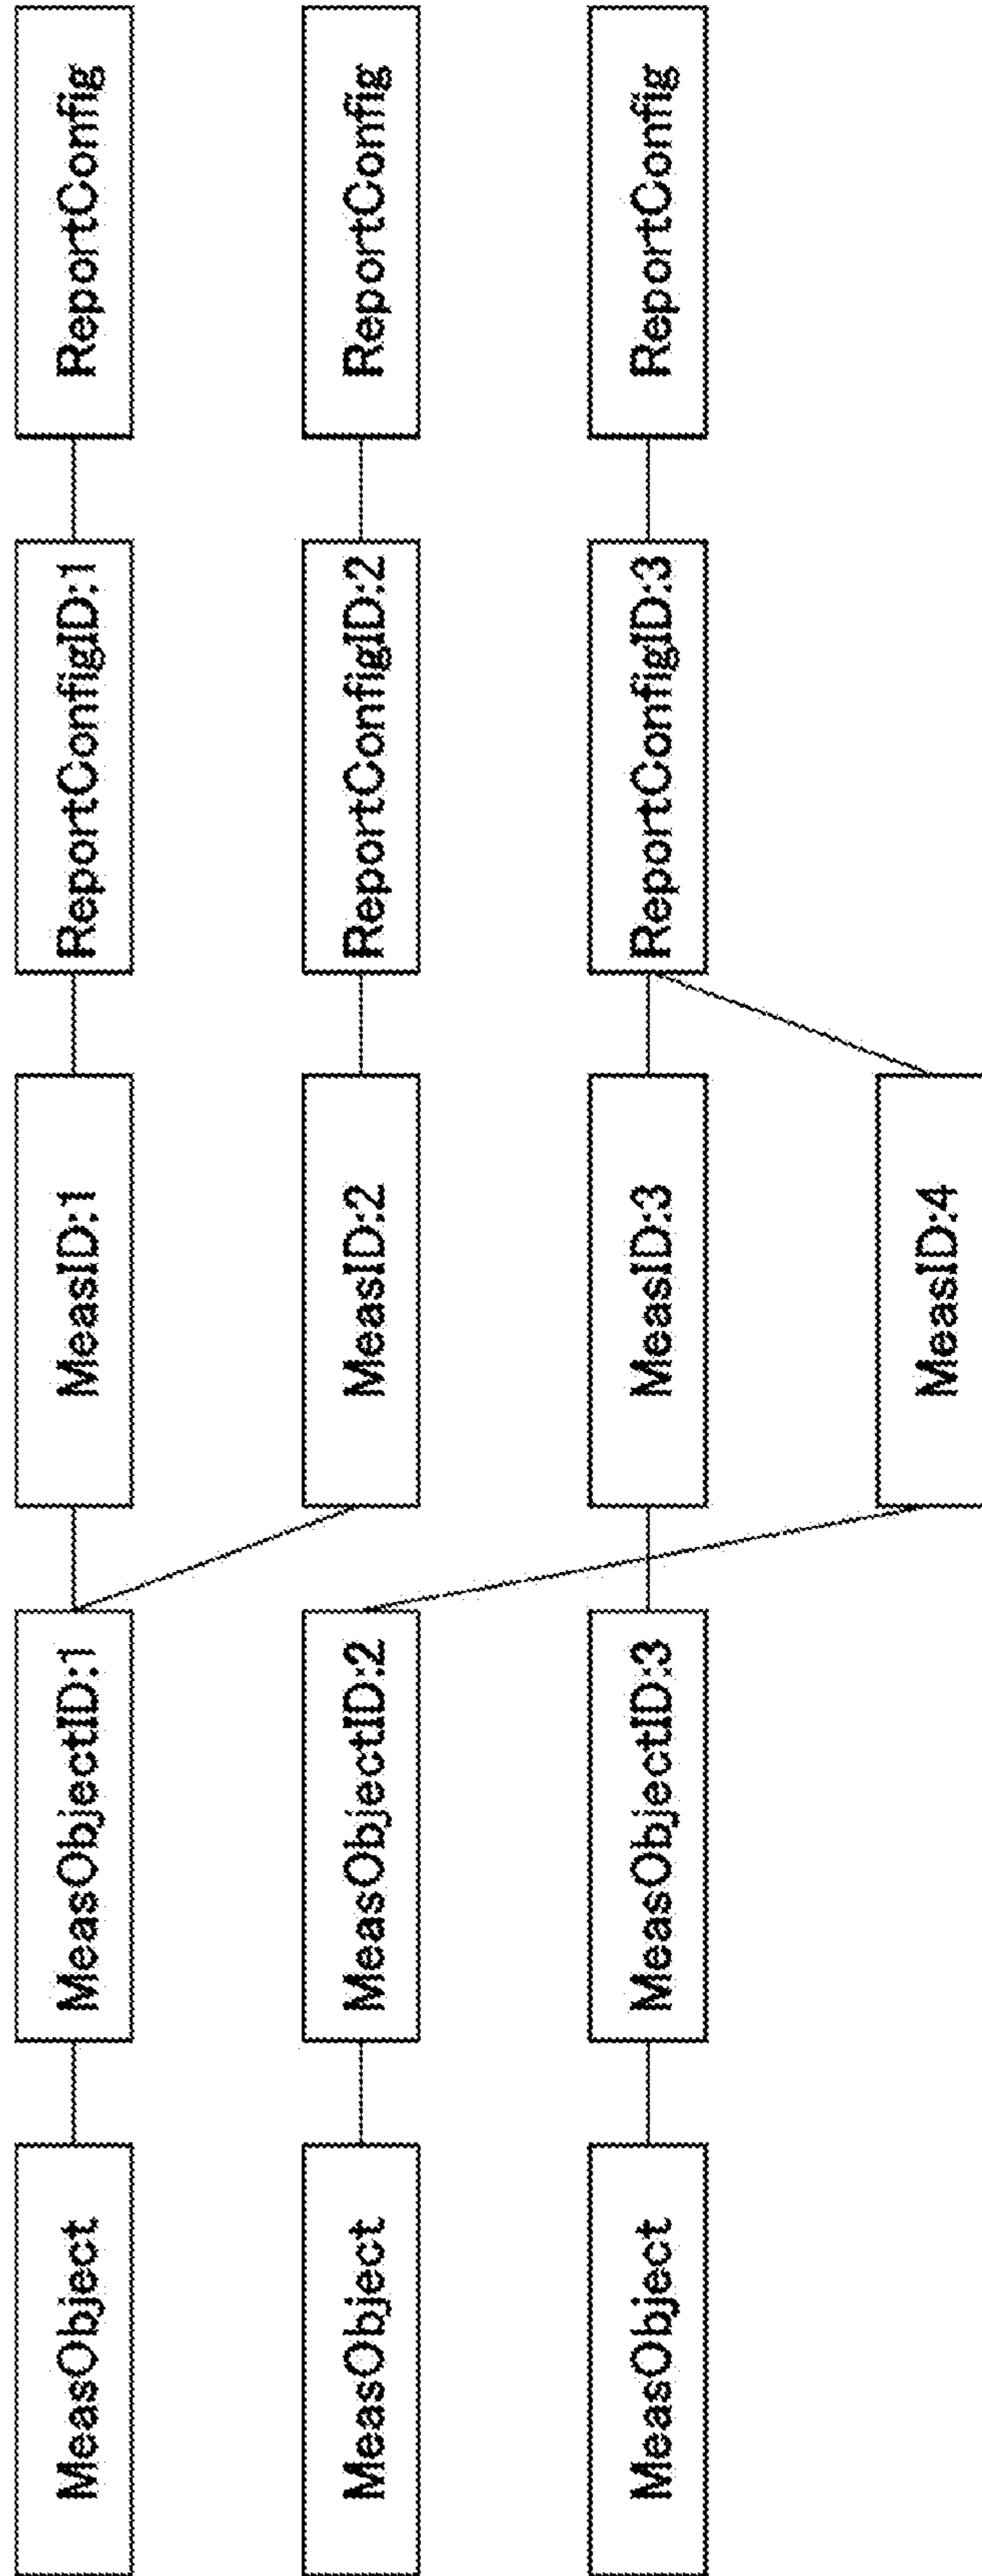 MeasObject
MeasObjectID:1
MeasID:1
ReportConfigID:1
ReportConfig
MeasObject
MeasObjectID:2
MeasID:2
ReportConfigID:2
ReportConfig
MeasObject
MeasObjectID:3
MeasID:3
ReportConfigID:3
ReportConfig
MeasID:4